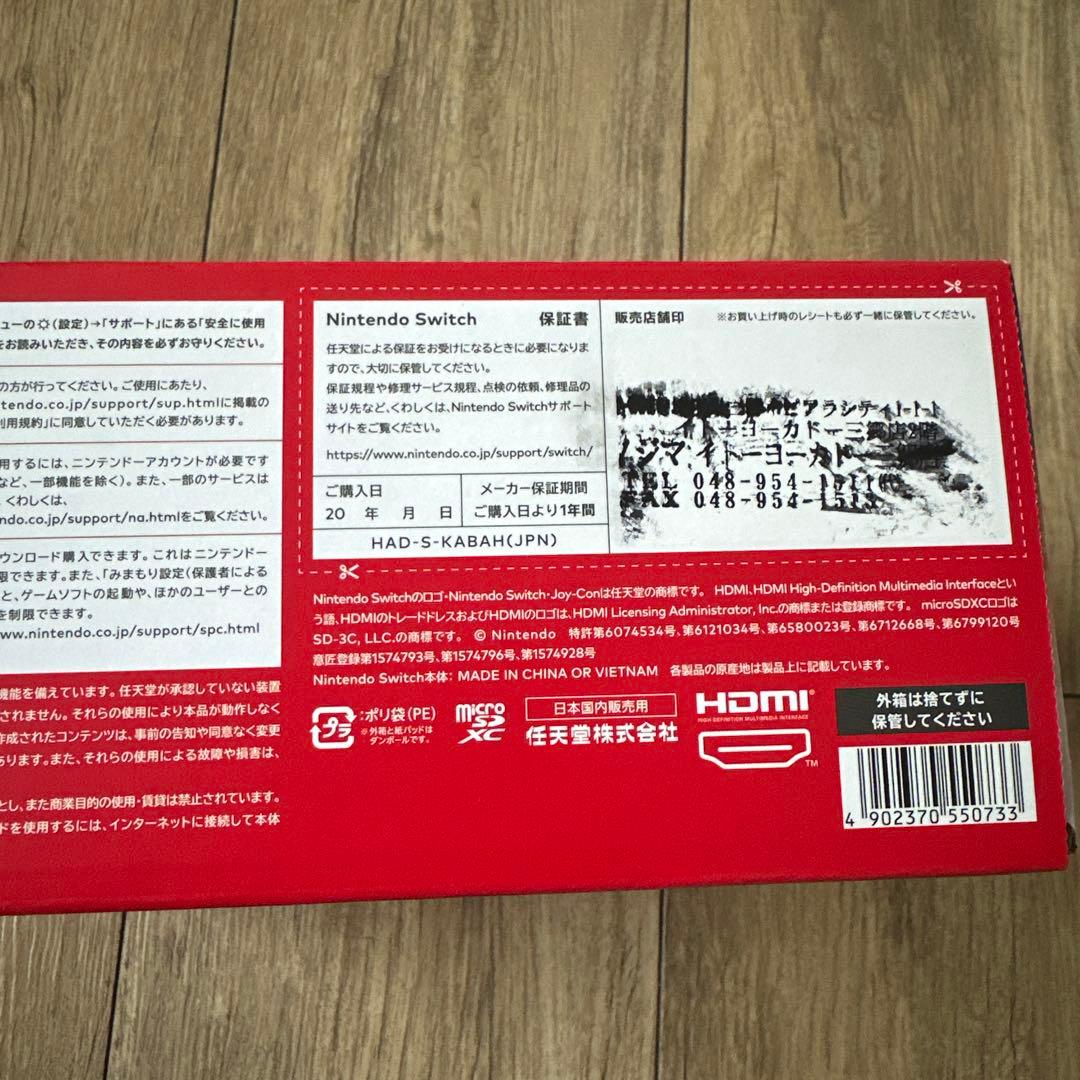 ューの(設定)→「サポート」にある「安全に使用
をお読みいただき、その内容を必ずお守りください。
の方が行ってください。ご使用にあたり、
tendo.co.jp/support/sup.htmlに掲載の
利用規約」に同意していただく必要があります。
用するには、ニンテンドーアカウントが必要です
など、一部機能を除く)。また、一部のサービスは
くわしくは、
ndo.co.jp/support/na.htmlをご覧ください。
ウンロード購入できます。これはニンテンドー
限できます。また、「みまもり設定(保護者による
と、ゲームソフトの起動や、ほかのユーザーとの
を制限できます。
ww.nintendo.co.jp/support/spc.html
機能を備えています。任天堂が承認していない装置
されません。それらの使用により本品が動作しなく
作成されたコンテンツは、事前の告知や同意なく変更
あります。また、それらの使用による故障や損害は、
とし、また商業目的の使用・賃貸は禁止されています。
ドを使用するには、インターネットに接続して本体
Nintendo Switch 保証書
任天堂による保証をお受けになるときに必要になりま
すので、大切に保管してください。
保証規程や修理サービス規程、点検の依頼、修理品の
送り先など、くわしくは、Nintendo Switchサポート
サイトをご覧ください。
https://www.nintendo.co.jp/support/switch/
ご購入日
20 年 月 日
メーカー保証期間
ご購入日より1年間
HAD-S-KABAH(JPN)
販売店舗印 ※お買い上げ時のレシートも必ず一緒に保管してください。
ピアラシティ
イトーヨーカドー三郷店2階
ノジマ イトーヨーカドー
TEL 048-954-1511
FAX 048-954-1513
Nintendo Switchのロゴ・Nintendo Switch・Joy-Conは任天堂の商標です。 HDMI、HDMI High-Definition Multimedia Interfaceとい
う語、HDMIのトレードドレスおよびHDMIのロゴは、HDMI Licensing Administrator, Inc.の商標または登録商標です。 microSDXCロゴは
SD-3C, LLC.の商標です。 © Nintendo 特許第6074534号、第6121034号、第6580023号、第6712668号、第6799120号
意匠登録第1574793号、第1574796号、第1574928号
Nintendo Switch本体: MADE IN CHINA OR VIETNAM 各製品の原産地は製品上に記載しています。
プラ
:ポリ袋(PE)
※外箱と紙パッドは
ダンボールです。
micro
SD
XC
日本国内販売用
任天堂株式会社
HDMI®
HIGH-DEFINITION MULTIMEDIA INTERFACE
TM
外箱は捨てずに
保管してください
4 902370 550733